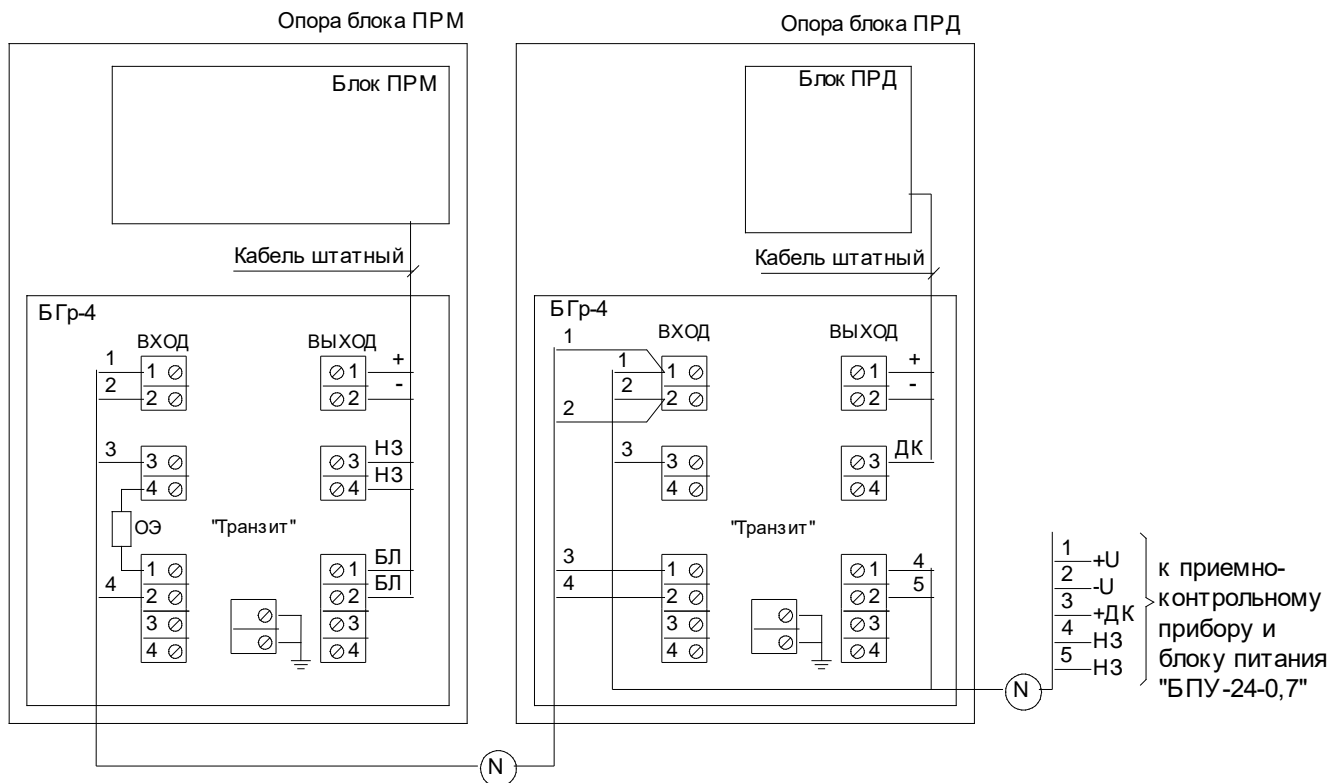 Опора блока ПРМ
Опора блока ПРД
Блок ПРМ
Блок ПРД
Кабель штатный
Кабель штатный
БГр-4
ВХОД
ВЫХОД
1
1
1
+
2
2
2
-
3
3
3
НЗ
4
4
НЗ
ОЭ
"Транзит"
1
1
БЛ
4
2
2
БЛ
3
3
4
4
БГр-4
1
ВХОД
ВЫХОД
1
1
1
+
2
2
2
-
2
3
3
3
ДК
4
4
"Транзит"
3
1
1
4
4
2
2
5
3
3
4
4
N
N
1
+U
2
-U
3
+ДК
4
НЗ
5
НЗ
к приемно-
контрольному
прибору и
блоку питания
"БПУ-24-0,7"